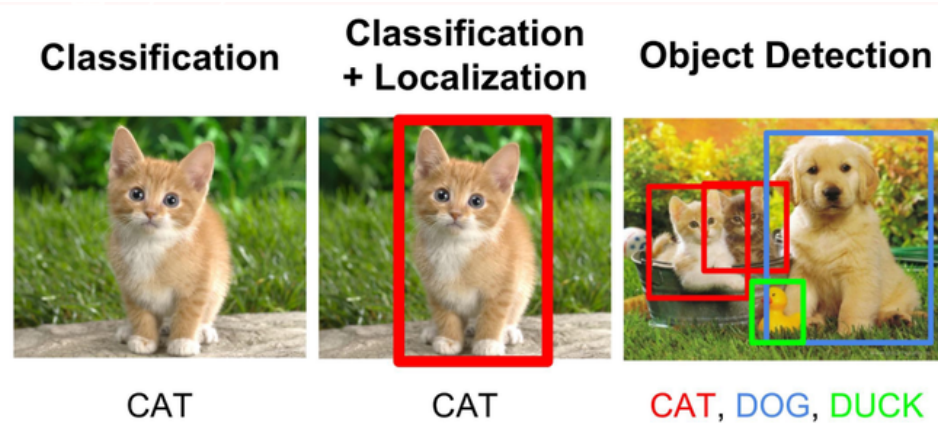 Classification
Classification
+ Localization
Object Detection
CAT
CAT
CAT, DOG, DUCK